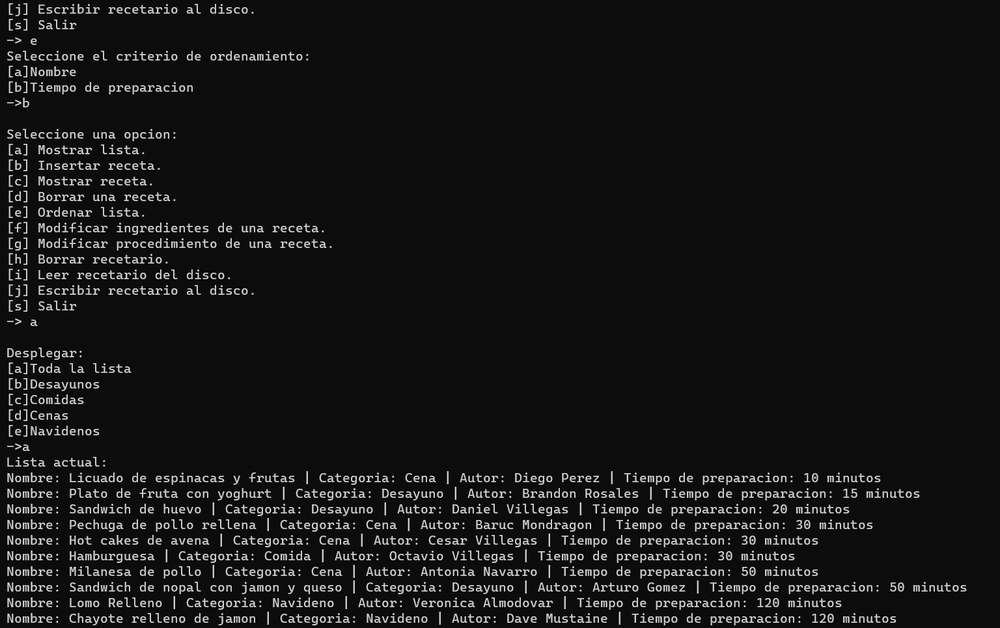 [j] Escribir recetario al disco.
[s] Salir
-> e
Seleccione el criterio de ordenamiento:
[a]Nombre
[b]Tiempo de preparacion
->b
Seleccione una opcion:
[a] Mostrar lista.
[b] Insertar receta.
[c] Mostrar receta.
[d] Borrar una receta.
[e] Ordenar lista.
[f] Modificar ingredientes de una receta.
[g] Modificar procedimiento de una receta.
[h] Borrar recetario.
[i] Leer recetario del disco.
[j] Escribir recetario al disco.
[s] Salir
-> a
Desplegar:
[a]Toda la lista
[b]Desayunos
[c]Comidas
[d]Cenas
[e]Navidenos
->a
Lista actual:
Nombre: Licuado de espinacas y frutas | Categoria: Cena | Autor: Diego Perez | Tiempo de preparacion: 10 minutos
Nombre: Plato de fruta con yoghurt | Categoria: Desayuno | Autor: Brandon Rosales | Tiempo de preparacion: 15 minutos
Nombre: Sandwich de huevo | Categoria: Desayuno | Autor: Daniel Villegas | Tiempo de preparacion: 20 minutos
Nombre: Pechuga de pollo rellena | Categoria: Cena | Autor: Baruc Mondragon | Tiempo de preparacion: 30 minutos
Nombre: Hot cakes de avena | Categoria: Cena | Autor: Cesar Villegas | Tiempo de preparacion: 30 minutos
Nombre: Hamburguesa | Categoria: Comida | Autor: Octavio Villegas | Tiempo de preparacion: 30 minutos
Nombre: Milanesa de pollo | Categoria: Cena | Autor: Antonia Navarro | Tiempo de preparacion: 50 minutos
Nombre: Sandwich de nopal con jamon y queso | Categoria: Desayuno | Autor: Arturo Gomez | Tiempo de preparacion: 50 minutos
Nombre: Lomo Relleno | Categoria: Navideno | Autor: Veronica Almodovar | Tiempo de preparacion: 120 minutos
Nombre: Chayote relleno de jamon | Categoria: Navideno | Autor: Dave Mustaine | Tiempo de preparacion: 120 minutos